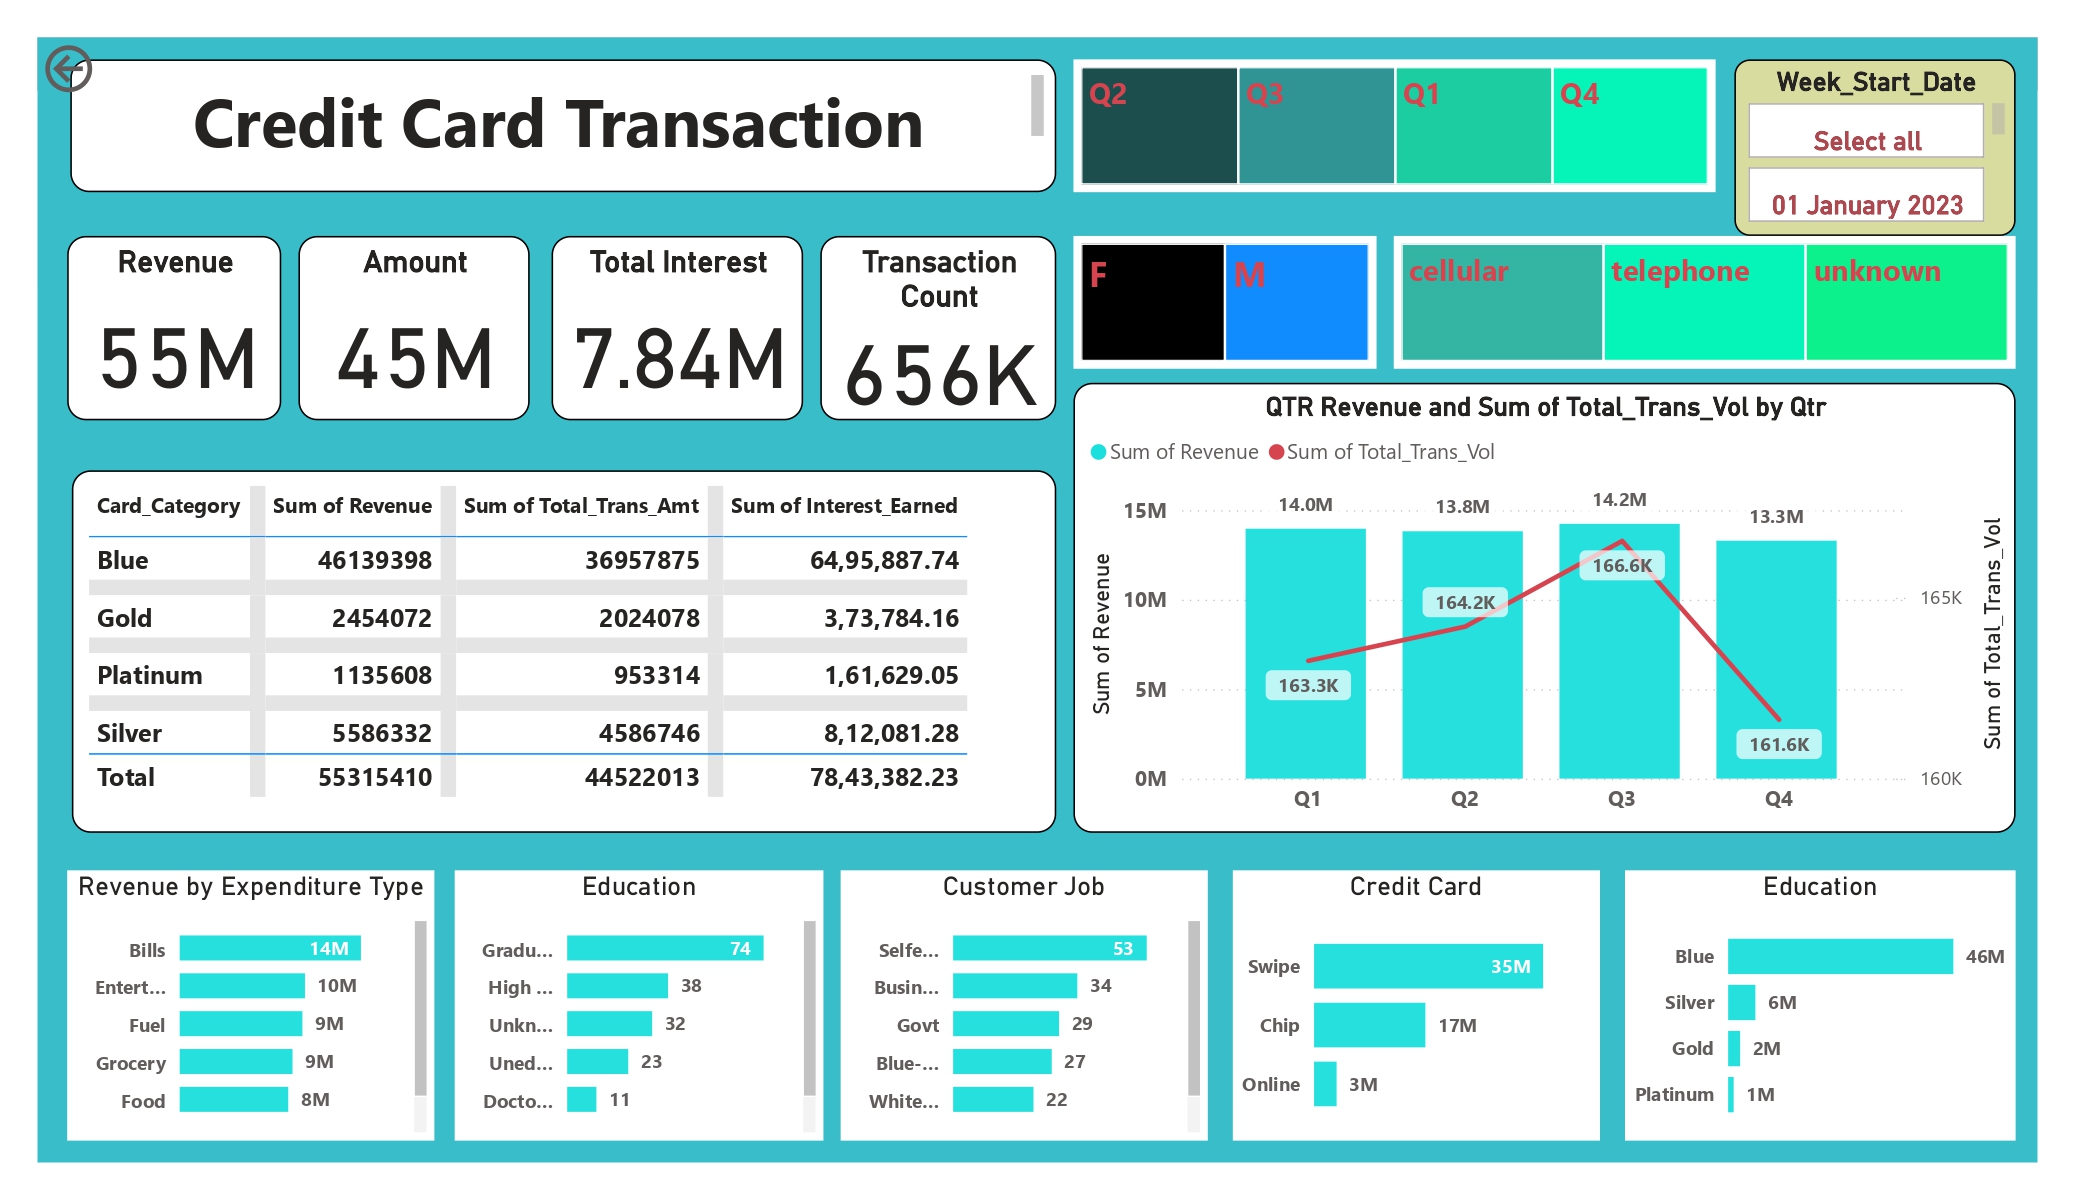 Credit Card Transaction
Q2 Q3 Q1 Q4
Week_Start_Date
Select all
01 January 2023
Revenue
55M
Amount
45M
Total Interest
7.84M
Transaction
Count
656K
F M
cellular telephone unknown
Card_Category Sum of Revenue Sum of Total_Trans_Amt Sum of Interest_Earned
Blue 46139398 36957875 64,95,887.74
Gold 2454072 2024078 3,73,784.16
Platinum 1135608 953314 1,61,629.05
Silver 5586332 4586746 8,12,081.28
Total 55315410 44522013 78,43,382.23
QTR Revenue and Sum of Total_Trans_Vol by Qtr
Sum of Revenue Sum of Total_Trans_Vol
Sum of Revenue
15M
10M
5M
0M
14.0M 13.8M 14.2M 13.3M
163.3K 164.2K 166.6K 161.6K
Q1 Q2 Q3 Q4
165K
160K
Sum of Total_Trans_Vol
Revenue by Expenditure Type
Bills 14M
Entert... 10M
Fuel 9M
Grocery 9M
Food 8M
Education
Gradu... 74
High ... 38
Unkn... 32
Uned... 23
Docto... 11
Customer Job
Selfe... 53
Busin... 34
Govt 29
Blue-... 27
White... 22
Credit Card
Swipe 35M
Chip 17M
Online 3M
Education
Blue 46M
Silver 6M
Gold 2M
Platinum 1M